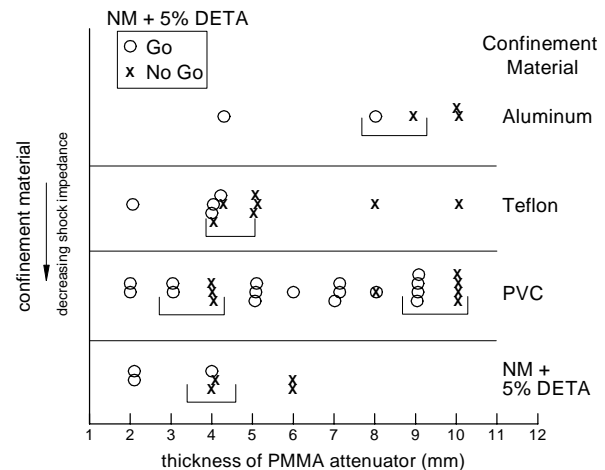 NM + 5% DETA
O Go
x No Go
Confinement
Material
Aluminum
Teflon
PVC
NM +
5% DETA
confinement material
decreasing shock impedance
1 2 3 4 5 6 7 8 9 10 11 12
thickness of PMMA attenuator (mm)